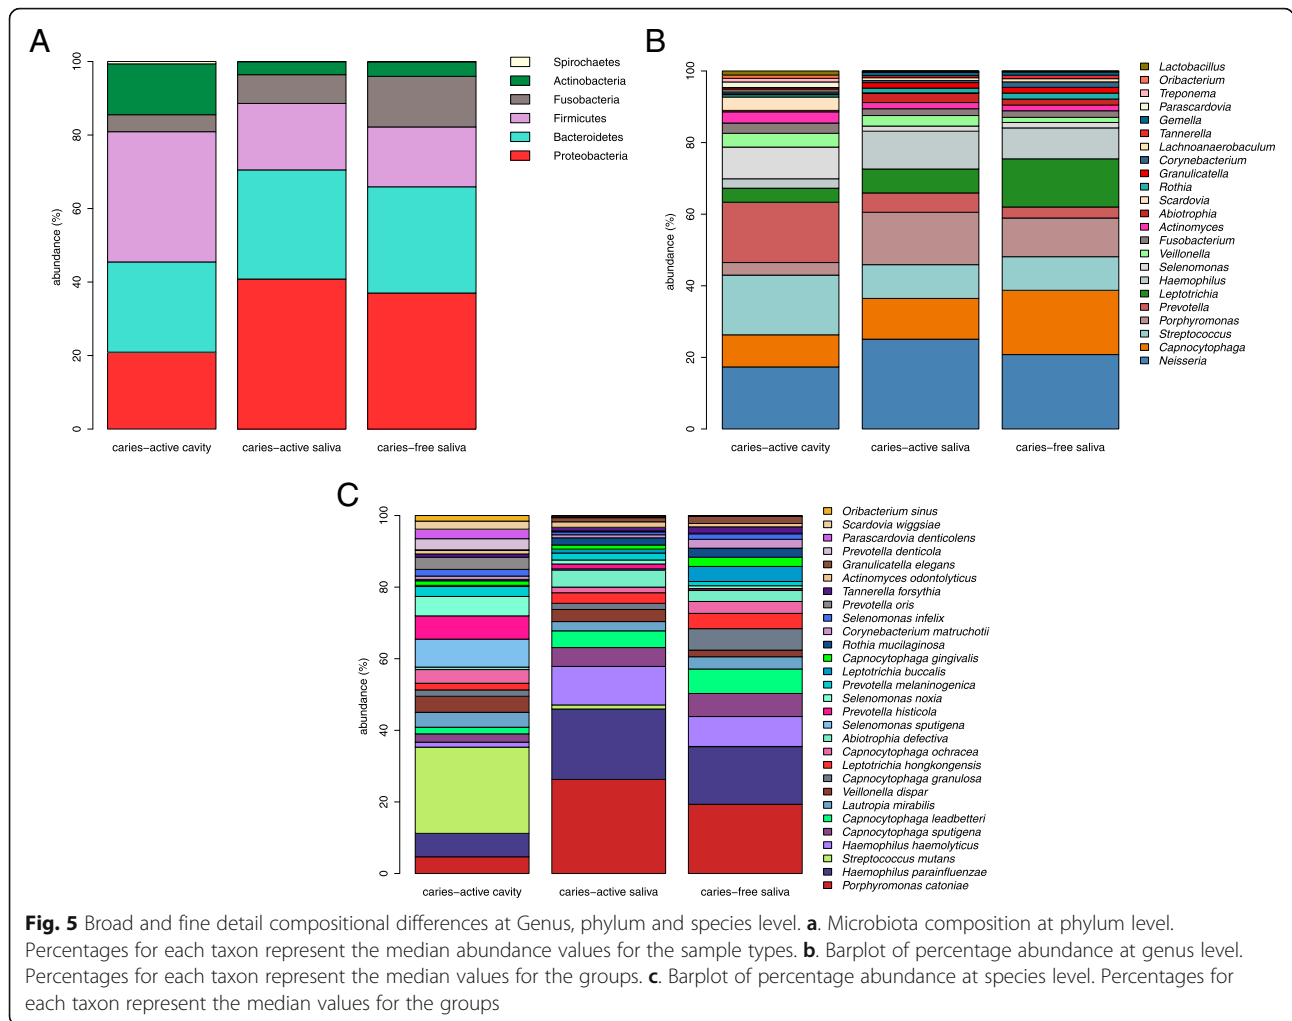 A
abundance (%)
0
20
40
60
80
100
caries−active cavity
caries−active saliva
caries−free saliva
Spirochaetes
Actinobacteria
Fusobacteria
Firmicutes
Bacteroidetes
Proteobacteria
B
abundance (%)
0
20
40
60
80
100
caries−active cavity
caries−active saliva
caries−free saliva
Lactobacillus
Oribacterium
Treponema
Parascardovia
Gemella
Tannerella
Lachnoanaerobaculum
Corynebacterium
Granulicatella
Rothia
Scardovia
Abiotrophia
Actinomyces
Fusobacterium
Veillonella
Selenomonas
Haemophilus
Leptotrichia
Prevotella
Porphyromonas
Streptococcus
Capnocytophaga
Neisseria
C
abundance (%)
0
20
40
60
80
100
caries−active cavity
caries−active saliva
caries−free saliva
Oribacterium sinus
Scardovia wiggsiae
Parascardovia denticolens
Prevotella denticola
Granulicatella elegans
Actinomyces odontolyticus
Tannerella forsythia
Prevotella oris
Selenomonas infelix
Corynebacterium matruchotii
Rothia mucilaginosa
Capnocytophaga gingivalis
Leptotrichia buccalis
Prevotella melaninogenica
Selenomonas noxia
Prevotella histicola
Selenomonas sputigena
Abiotrophia defectiva
Capnocytophaga ochracea
Leptotrichia hongkongensis
Capnocytophaga granulosa
Veillonella dispar
Lautropia mirabilis
Capnocytophaga leadbetteri
Capnocytophaga sputigena
Haemophilus haemolyticus
Streptococcus mutans
Haemophilus parainfluenzae
Porphyromonas catoniae
Fig. 5 Broad and fine detail compositional differences at Genus, phylum and species level. a. Microbiota composition at phylum level.
Percentages for each taxon represent the median abundance values for the sample types. b. Barplot of percentage abundance at genus level.
Percentages for each taxon represent the median values for the groups. c. Barplot of percentage abundance at species level. Percentages for
each taxon represent the median values for the groups